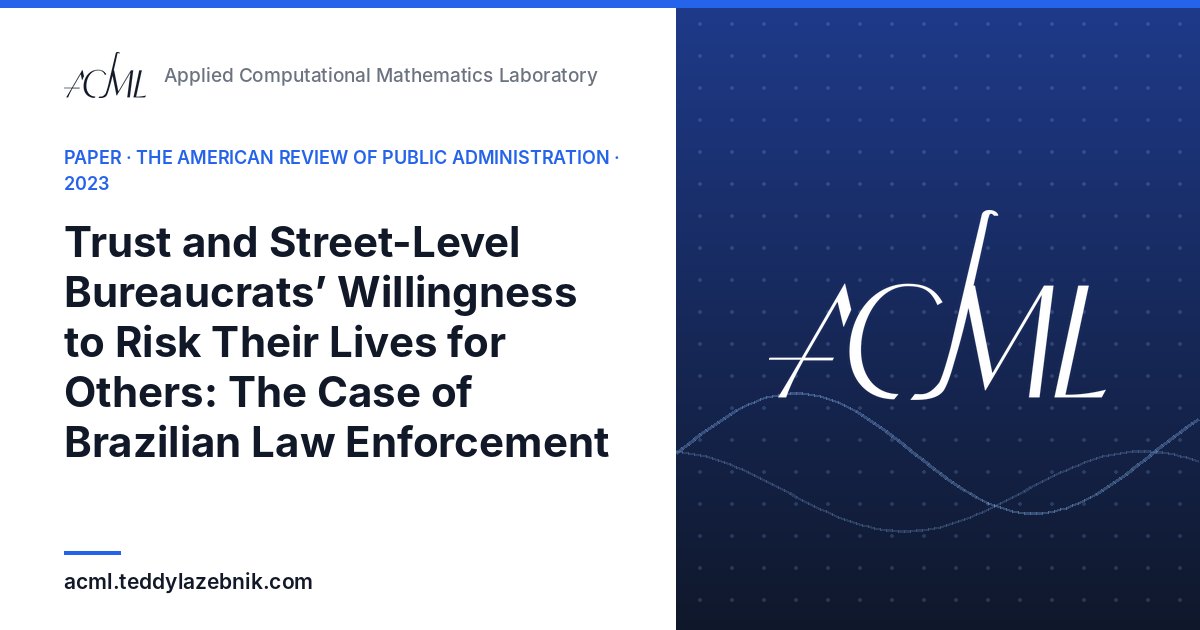 ACML Applied Computational Mathematics Laboratory
PAPER · THE AMERICAN REVIEW OF PUBLIC ADMINISTRATION ·
2023
Trust and Street-Level
Bureaucrats’ Willingness
to Risk Their Lives for
Others: The Case of
Brazilian Law Enforcement
acml.teddylazebnik.com
ACML